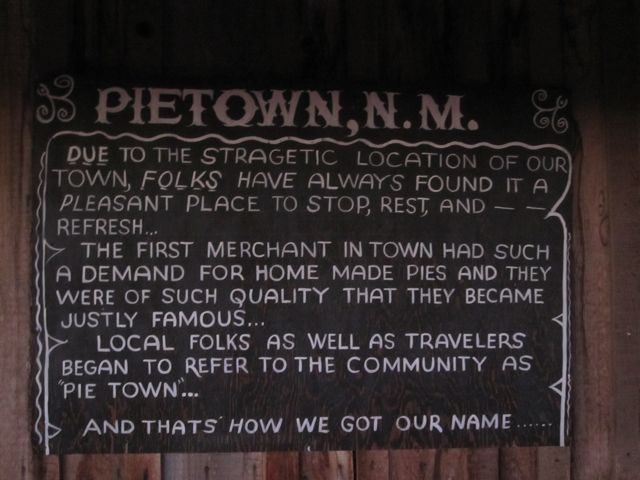 PIETOWN, N.M.
DUE TO THE STRAGETIC LOCATION OF OUR
TOWN, FOLKS HAVE ALWAYS FOUND IT A
PLEASANT PLACE TO STOP, REST, AND — —
REFRESH...
THE FIRST MERCHANT IN TOWN HAD SUCH
A DEMAND FOR HOME MADE PIES AND THEY
WERE OF SUCH QUALITY THAT THEY BECAME
JUSTLY FAMOUS...
LOCAL FOLKS AS WELL AS TRAVELERS
BEGAN TO REFER TO THE COMMUNITY AS
"PIE TOWN"...
AND THATS' HOW WE GOT OUR NAME......